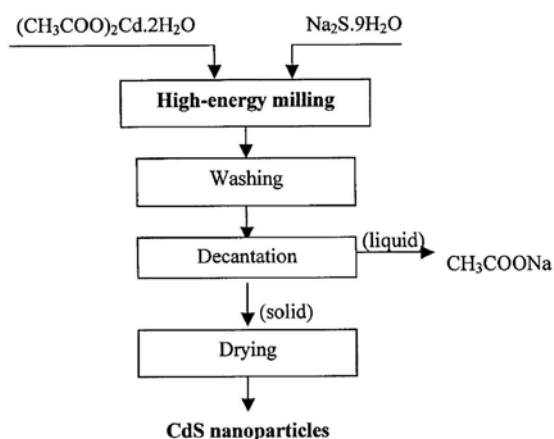 (CH₃COO)₂Cd.2H₂O
Na₂S.9H₂O
High-energy milling
Washing
Decantation
(liquid)
CH₃COONa
(solid)
Drying
CdS nanoparticles